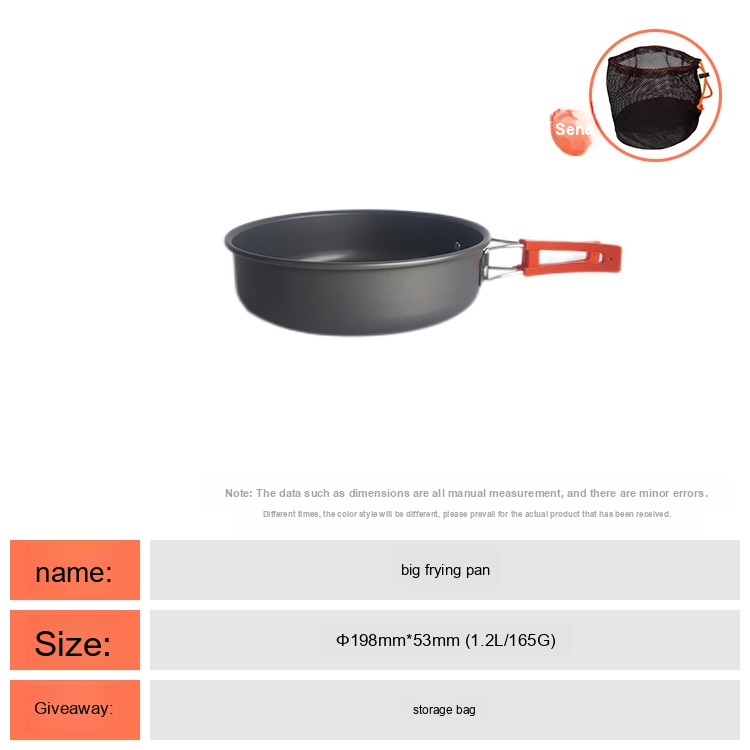 Send
Note: The data such as dimensions are all manual measurement, and there are minor errors.
Different times, the color style will be different, please prevail for the actual product that has been received.
name:
big frying pan
Size:
Φ198mm*53mm (1.2L/165G)
Giveaway:
storage bag